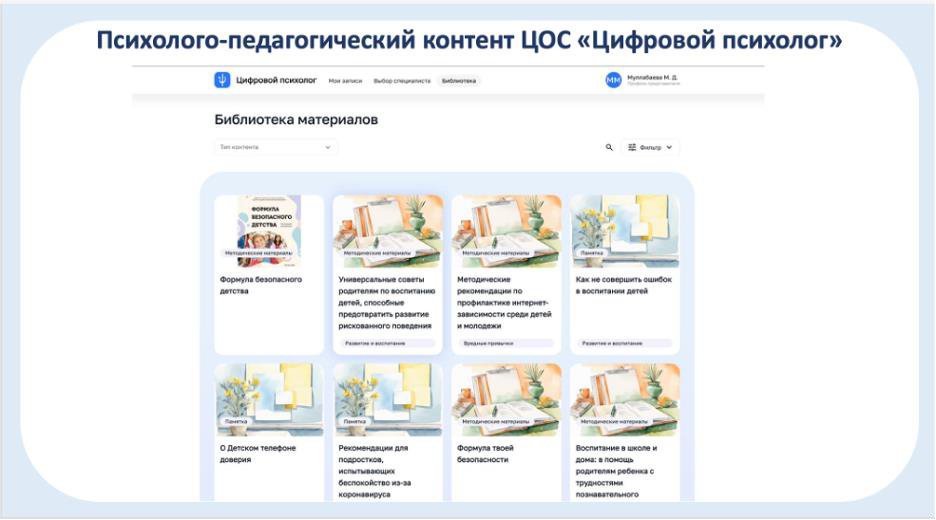 Психолого-педагогический контент ЦОС «Цифровой психолог»
Цифровой психолог Мои записи Выбор специалиста Библиотека
ММ Муллабаева М. Д.
Библиотека материалов
Тип контента
Фильтр
ФОРМУЛА
БЕЗОПАСНОГО
ДЕТСТВА
Методические материалы
Формула безопасного
детства
Методические материалы
Универсальные советы
родителям по воспитанию
детей, способные
предотвратить развитие
рискованного поведения
Развитие и воспитание
Методические материалы
Методические
рекомендации по
профилактике интернет-
зависимости среди детей
и молодежи
Вредные привычки
Памятка
Как не совершить ошибок
в воспитании детей
Развитие и воспитание
Памятка
О Детском телефоне
доверия
Памятка
Рекомендации для
подростков,
испытывающих
беспокойство из-за
коронавируса
Методические материалы
Формула твоей
безопасности
Методические материалы
Воспитание в школе и
дома: в помощь
родителям ребенка с
трудностями
познавательного